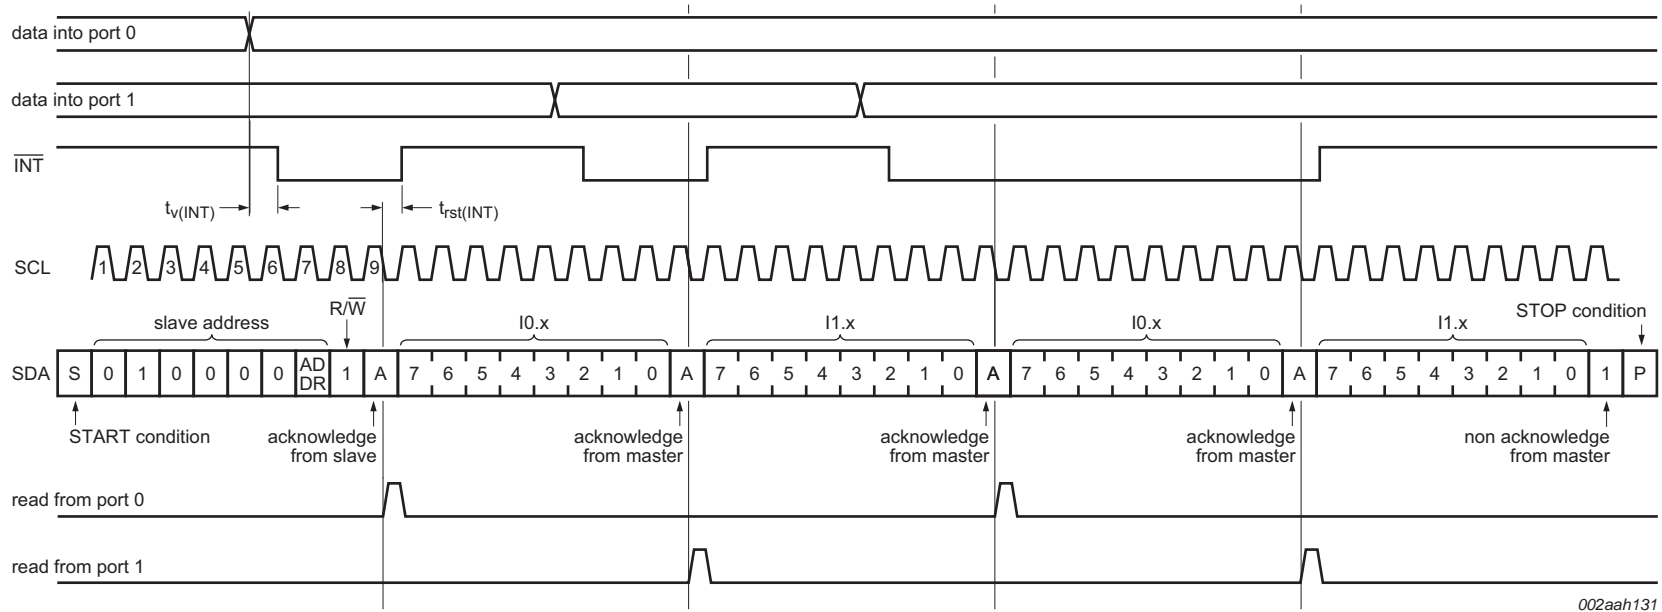 data into port 0
data into port 1
INT
tv(INT)
trst(INT)
SCL
1 2 3 4 5 6 7 8 9
R/W
STOP condition
slave address
I0.x
I1.x
I0.x
I1.x
SDA S 0 1 0 0 0 0 AD DR 1 A 7 6 5 4 3 2 1 0 A 7 6 5 4 3 2 1 0 A 7 6 5 4 3 2 1 0 A 7 6 5 4 3 2 1 0 1 P
START condition
acknowledge
from slave
acknowledge
from master
acknowledge
from master
acknowledge
from master
non acknowledge
from master
read from port 0
read from port 1
002aah131